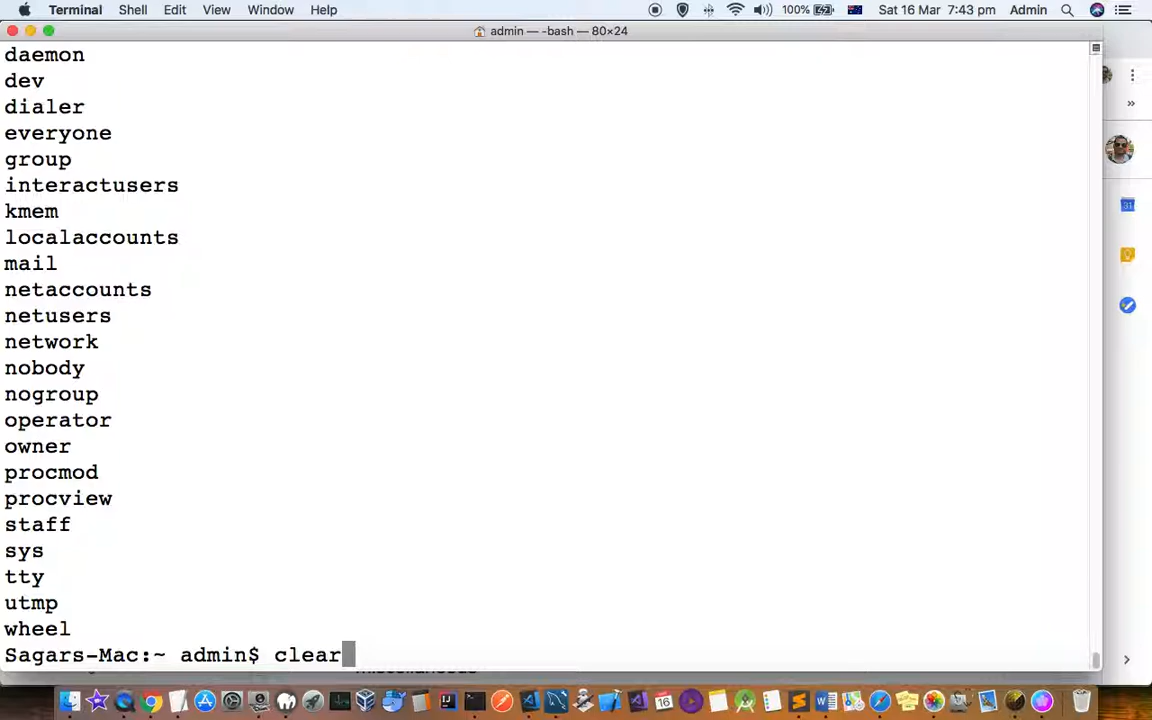 Terminal Shell Edit View Window Help 100% Sat 16 Mar 7:43 pm Admin
admin — -bash — 80×24
daemon
dev
dialer
everyone
group
interactusers
kmem
localaccounts
mail
netaccounts
netusers
network
nobody
nogroup
operator
owner
procmod
procview
staff
sys
tty
utmp
wheel
Sagars-Mac:~ admin$ clear
31
16